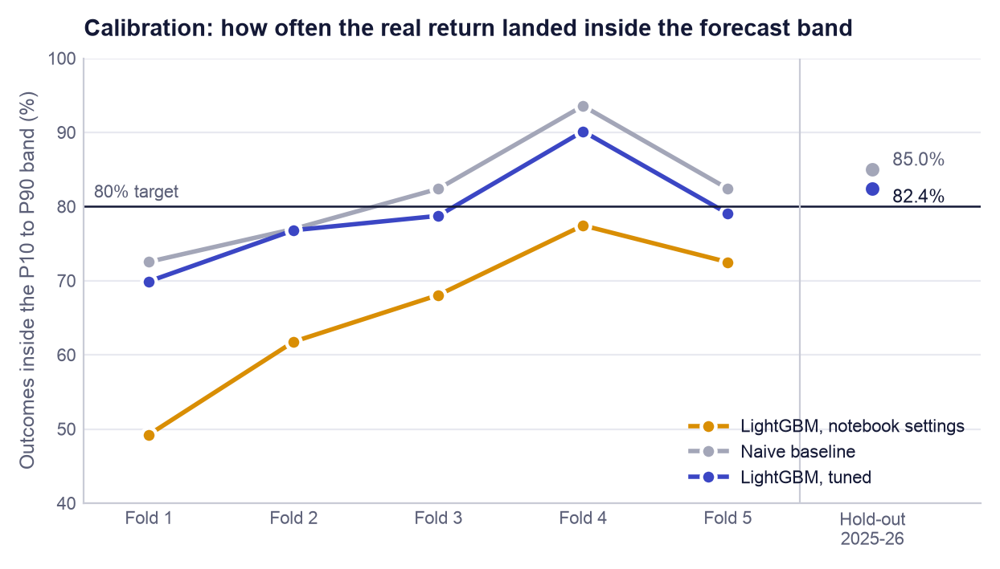 Calibration: how often the real return landed inside the forecast band
Outcomes inside the P10 to P90 band (%)
100
90
80
70
60
50
40
80% target
85.0%
82.4%
LightGBM, notebook settings
Naive baseline
LightGBM, tuned
Fold 1
Fold 2
Fold 3
Fold 4
Fold 5
Hold-out
2025-26